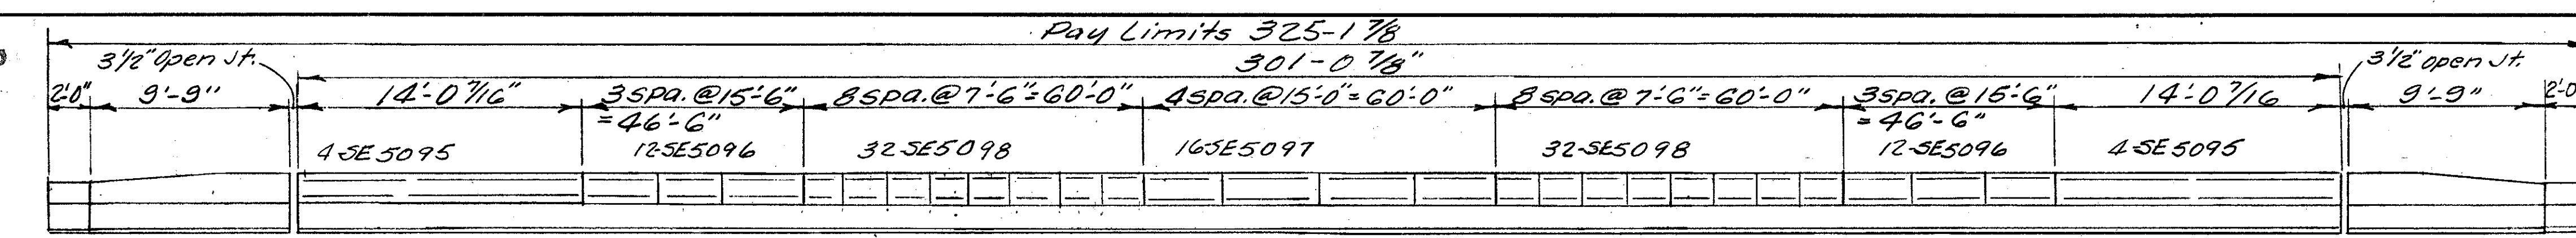 Pay Limits 325-1 7/8
3 1/2" Open Jt.
301-0 7/8"
3 1/2" open Jt.
2'-0" 9'-9" 14'-0 7/16" 3 spa. @ 15'-6" 8 spa. @ 7'-6" = 60'-0" 4 spa. @ 15'-0" = 60'-0" 8 spa. @ 7'-6" = 60'-0" 3 spa. @ 15'-6" 14'-0 7/16 9'-9" 2'-0
= 46'-6" = 46'-6"
4-SE5095 12-SE5096 32-SE5098 16-SE5097 32-SE5098 12-SE5096 4-SE5095